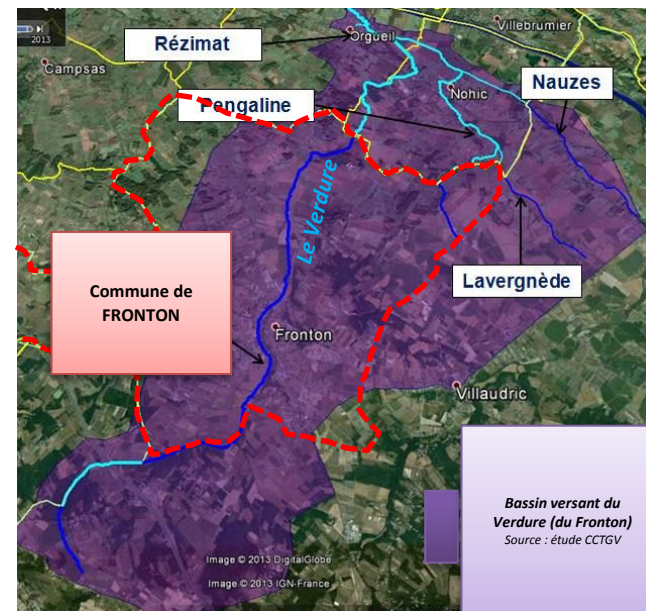 2013
Rézimat
Orgueil
Villebrumier
Campsas
Nohic
Nauzes
Pengaline
Le Verdure
Lavergnède
Commune de
FRONTON
Fronton
Villaudric
Bassin versant du
Verdure (du Fronton)
Source : étude CCTGV
Image © 2013 DigitalGlobe
Image © 2013 IGN-France